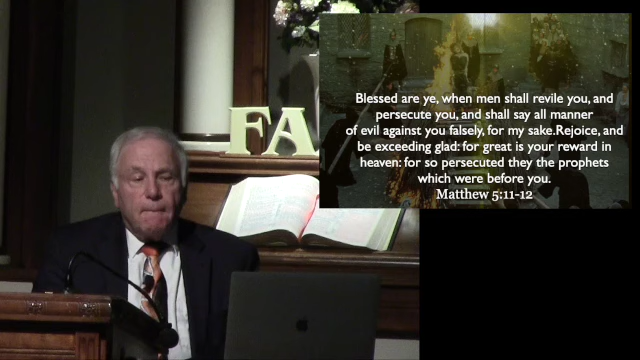 FA
Blessed are ye, when men shall revile you, and
persecute you, and shall say all manner
of evil against you falsely, for my sake.Rejoice, and
be exceeding glad: for great is your reward in
heaven: for so persecuted they the prophets
which were before you.
Matthew 5:11-12